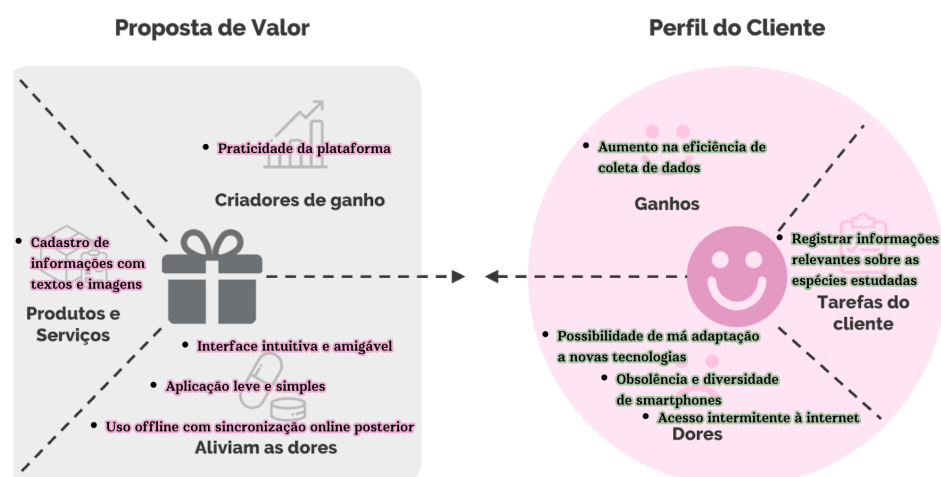 Proposta de Valor
Perfil do Cliente
• Praticidade da plataforma
Criadores de ganho
• Cadastro de
informações com
textos e imagens
Produtos e
Serviços
• Interface intuitiva e amigável
• Aplicação leve e simples
• Uso offline com sincronização online posterior
Aliviam as dores
• Aumento na eficiência de
coleta de dados
Ganhos
• Registrar informações
relevantes sobre as
espécies estudadas
Tarefas do
cliente
• Possibilidade de má adaptação
a novas tecnologias
• Obsolência e diversidade
de smartphones
• Acesso intermitente à internet
Dores